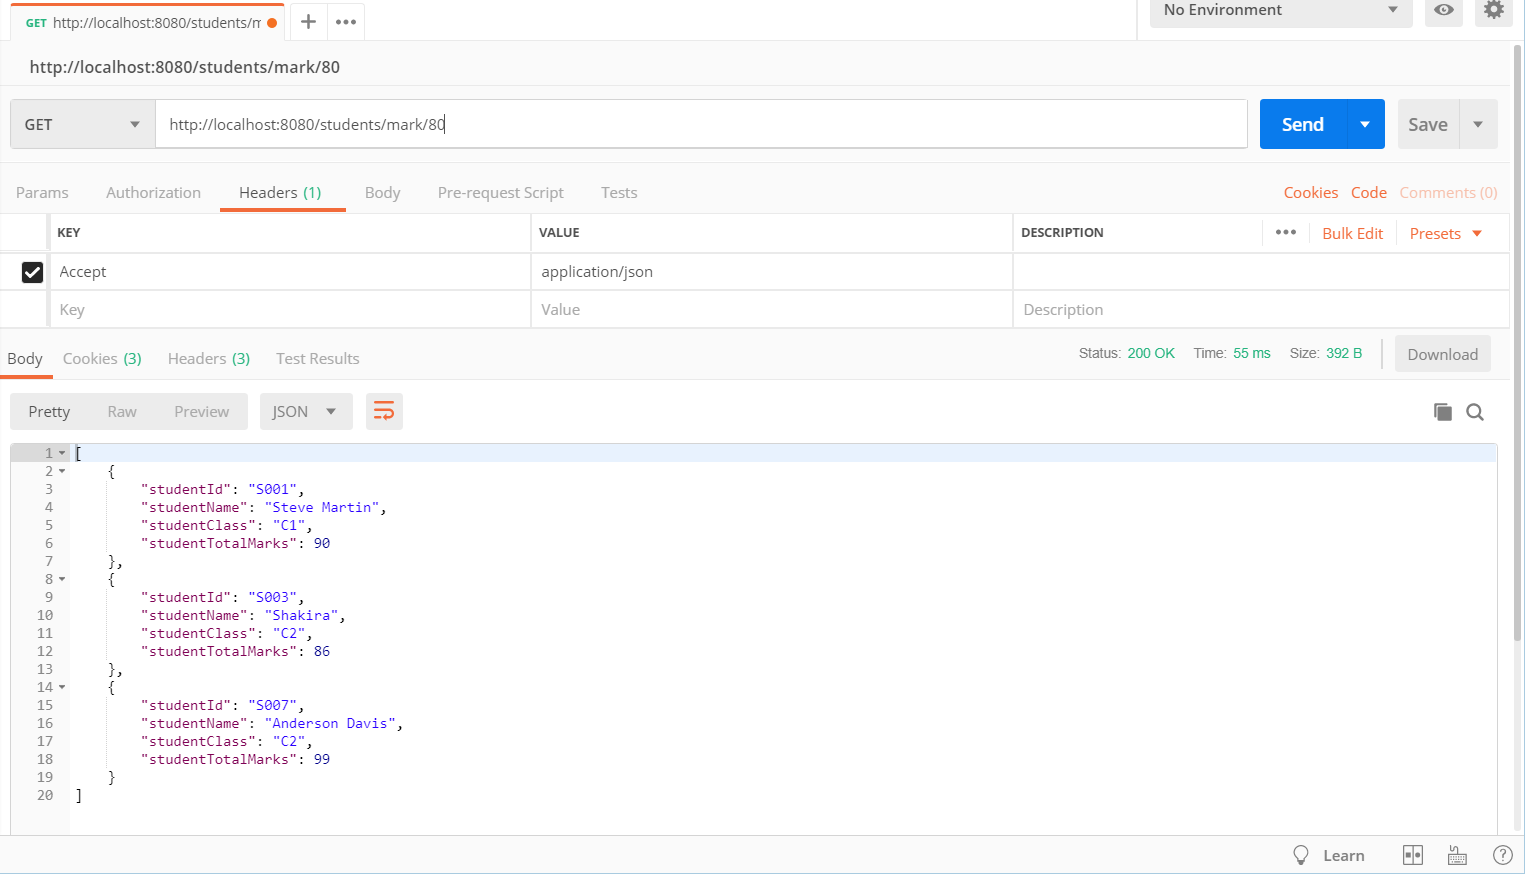 GET http://localhost:8080/students/m
No Environment
http://localhost:8080/students/mark/80
GET http://localhost:8080/students/mark/80 Send Save
Params Authorization Headers (1) Body Pre-request Script Tests Cookies Code Comments (0)
KEY VALUE DESCRIPTION ••• Bulk Edit Presets
Accept application/json
Key Value Description
Body Cookies (3) Headers (3) Test Results Status: 200 OK Time: 55 ms Size: 392 B Download
Pretty Raw Preview JSON
1 [
2 {
3 "studentId": "S001",
4 "studentName": "Steve Martin",
5 "studentClass": "C1",
6 "studentTotalMarks": 90
7 },
8 {
9 "studentId": "S003",
10 "studentName": "Shakira",
11 "studentClass": "C2",
12 "studentTotalMarks": 86
13 },
14 {
15 "studentId": "S007",
16 "studentName": "Anderson Davis",
17 "studentClass": "C2",
18 "studentTotalMarks": 99
19 }
20 ]
Learn